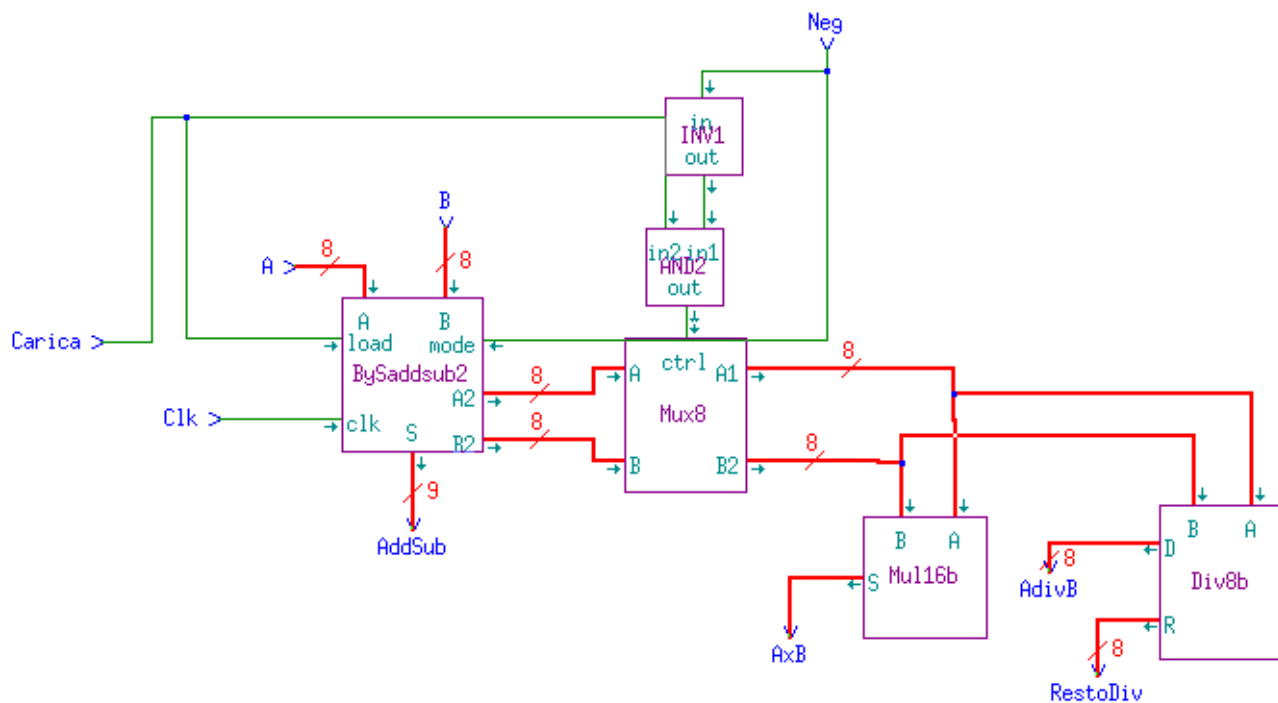 Neg
in
INV1
out
B
8
8
in2 in1
AND2
A
out
A
B
ctrl
Carica
load
mode
8
A
A1
8
BySaddsub2
A2
Mux8
Clk
clk
8
S
B2
B
B2
8
9
B
A
B
A
AddSub
D
8
S
Mul16b
AdivB
Div8b
R
AxB
8
RestoDiv